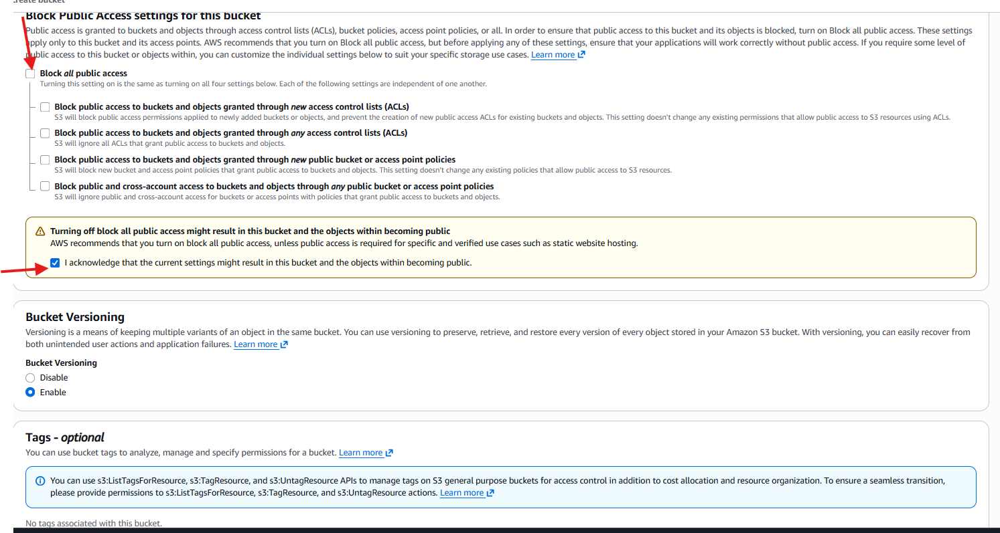 Create bucket
Block Public Access settings for this bucket
Public access is granted to buckets and objects through access control lists (ACLs), bucket policies, access point policies, or all. In order to ensure that public access to this bucket and its objects is blocked, turn on Block all public access. These settings
apply only to this bucket and its access points. AWS recommends that you turn on Block all public access, but before applying any of these settings, ensure that your applications will work correctly without public access. If you require some level of
public access to this bucket or objects within, you can customize the individual settings below to suit your specific storage use cases. Learn more
Block all public access
Turning this setting on is the same as turning on all four settings below. Each of the following settings are independent of one another.
Block public access to buckets and objects granted through new access control lists (ACLs)
S3 will block public access permissions applied to newly added buckets or objects, and prevent the creation of new public access ACLs for existing buckets and objects. This setting doesn't change any existing permissions that allow public access to S3 resources using ACLs.
Block public access to buckets and objects granted through any access control lists (ACLs)
S3 will ignore all ACLs that grant public access to buckets and objects.
Block public access to buckets and objects granted through new public bucket or access point policies
S3 will block new bucket and access point policies that grant public access to buckets and objects. This setting doesn't change any existing policies that allow public access to S3 resources.
Block public and cross-account access to buckets and objects through any public bucket or access point policies
S3 will ignore public and cross-account access for buckets or access points with policies that grant public access to buckets and objects.
Turning off block all public access might result in this bucket and the objects within becoming public
AWS recommends that you turn on block all public access, unless public access is required for specific and verified use cases such as static website hosting.
I acknowledge that the current settings might result in this bucket and the objects within becoming public.
Bucket Versioning
Versioning is a means of keeping multiple variants of an object in the same bucket. You can use versioning to preserve, retrieve, and restore every version of every object stored in your Amazon S3 bucket. With versioning, you can easily recover from
both unintended user actions and application failures. Learn more
Bucket Versioning
Disable
Enable
Tags - optional
You can use bucket tags to analyze, manage and specify permissions for a bucket. Learn more
You can use s3:ListTagsForResource, s3:TagResource, and s3:UntagResource APIs to manage tags on S3 general purpose buckets for access control in addition to cost allocation and resource organization. To ensure a seamless transition,
please provide permissions to s3:ListTagsForResource, s3:TagResource, and s3:UntagResource actions. Learn more
No tags associated with this bucket.